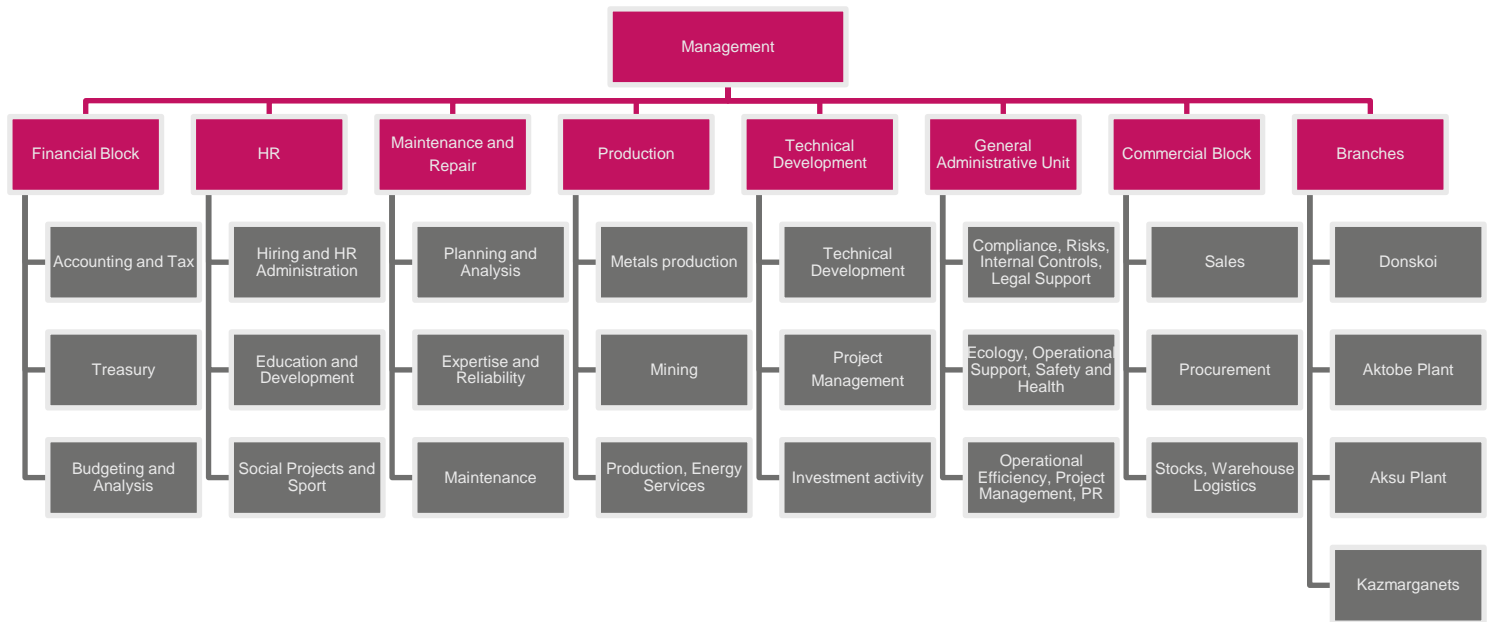 Management
Financial Block
HR
Maintenance and
Repair
Production
Technical
Development
General
Administrative Unit
Commercial Block
Branches
Accounting and Tax
Treasury
Budgeting and
Analysis
Hiring and HR
Administration
Education and
Development
Social Projects and
Sport
Planning and
Analysis
Expertise and
Reliability
Maintenance
Metals production
Mining
Production, Energy
Services
Technical
Development
Project
Management
Investment activity
Compliance, Risks,
Internal Controls,
Legal Support
Ecology, Operational
Support, Safety and
Health
Operational
Efficiency, Project
Management, PR
Sales
Procurement
Stocks, Warehouse
Logistics
Donskoi
Aktobe Plant
Aksu Plant
Kazmarganets